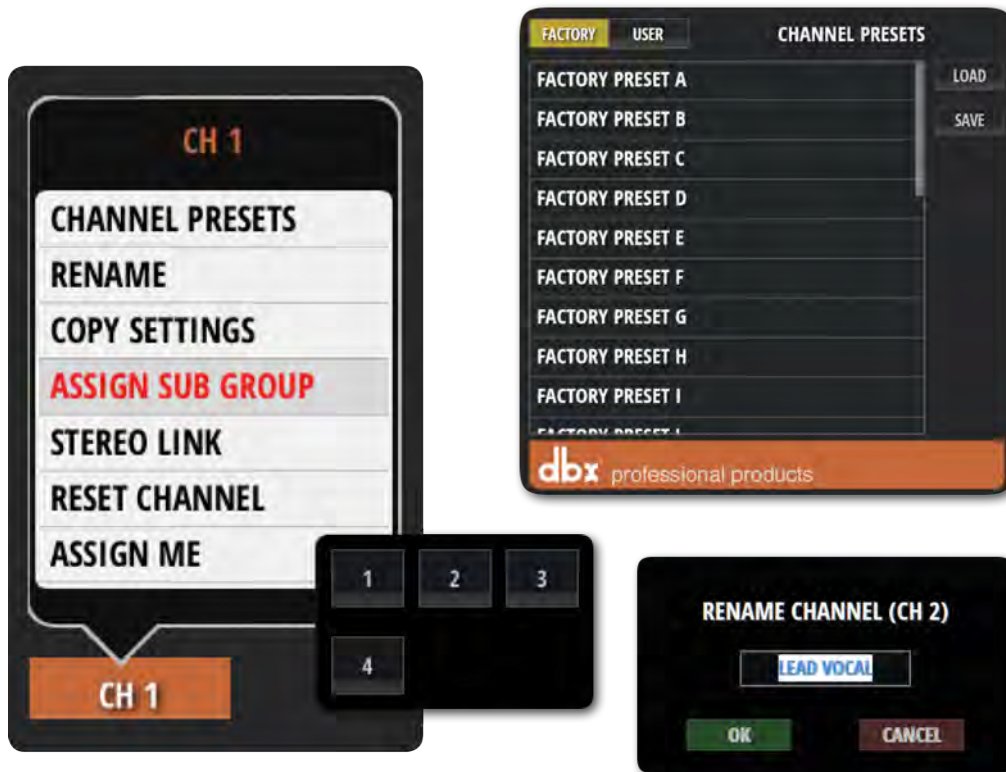 CH 1
CHANNEL PRESETS
RENAME
COPY SETTINGS
ASSIGN SUB GROUP
STEREO LINK
RESET CHANNEL
ASSIGN ME
CH 1
1 2 3
4
FACTORY USER CHANNEL PRESETS
LOAD
SAVE
FACTORY PRESET A
FACTORY PRESET B
FACTORY PRESET C
FACTORY PRESET D
FACTORY PRESET E
FACTORY PRESET F
FACTORY PRESET G
FACTORY PRESET H
FACTORY PRESET I
FACTORY PRESET
dbx professional products
RENAME CHANNEL (CH 2)
LEAD VOCAL
OK CANCEL